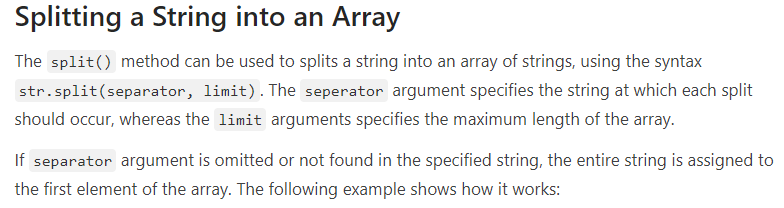 Splitting a String into an Array
The split() method can be used to splits a string into an array of strings, using the syntax
str.split(separator, limit). The seperator argument specifies the string at which each split
should occur, whereas the limit arguments specifies the maximum length of the array.
If separator argument is omitted or not found in the specified string, the entire string is assigned to
the first element of the array. The following example shows how it works: